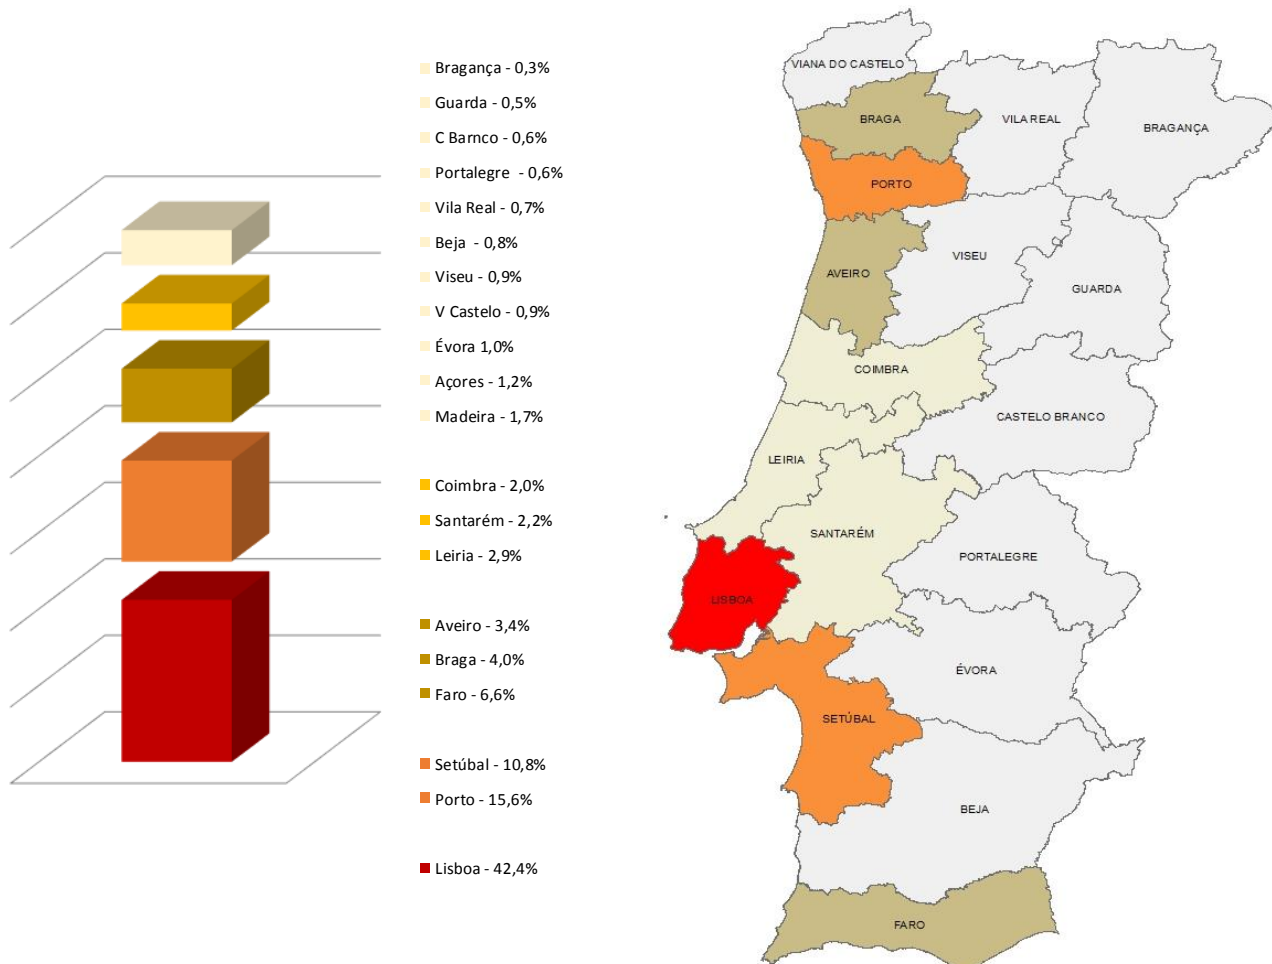 Bragança - 0,3%
Guarda - 0,5%
C Barnco - 0,6%
Portalegre - 0,6%
Vila Real - 0,7%
Beja - 0,8%
Viseu - 0,9%
V Castelo - 0,9%
Évora 1,0%
Açores - 1,2%
Madeira - 1,7%
Coimbra - 2,0%
Santarém - 2,2%
Leiria - 2,9%
Aveiro - 3,4%
Braga - 4,0%
Faro - 6,6%
Setúbal - 10,8%
Porto - 15,6%
Lisboa - 42,4%
VIANA DO CASTELO
BRAGA
VILA REAL
BRAGANÇA
PORTO
AVEIRO
VISEU
GUARDA
COIMBRA
CASTELO BRANCO
LEIRIA
SANTARÉM
PORTALEGRE
LISBOA
ÉVORA
SETÚBAL
BEJA
FARO